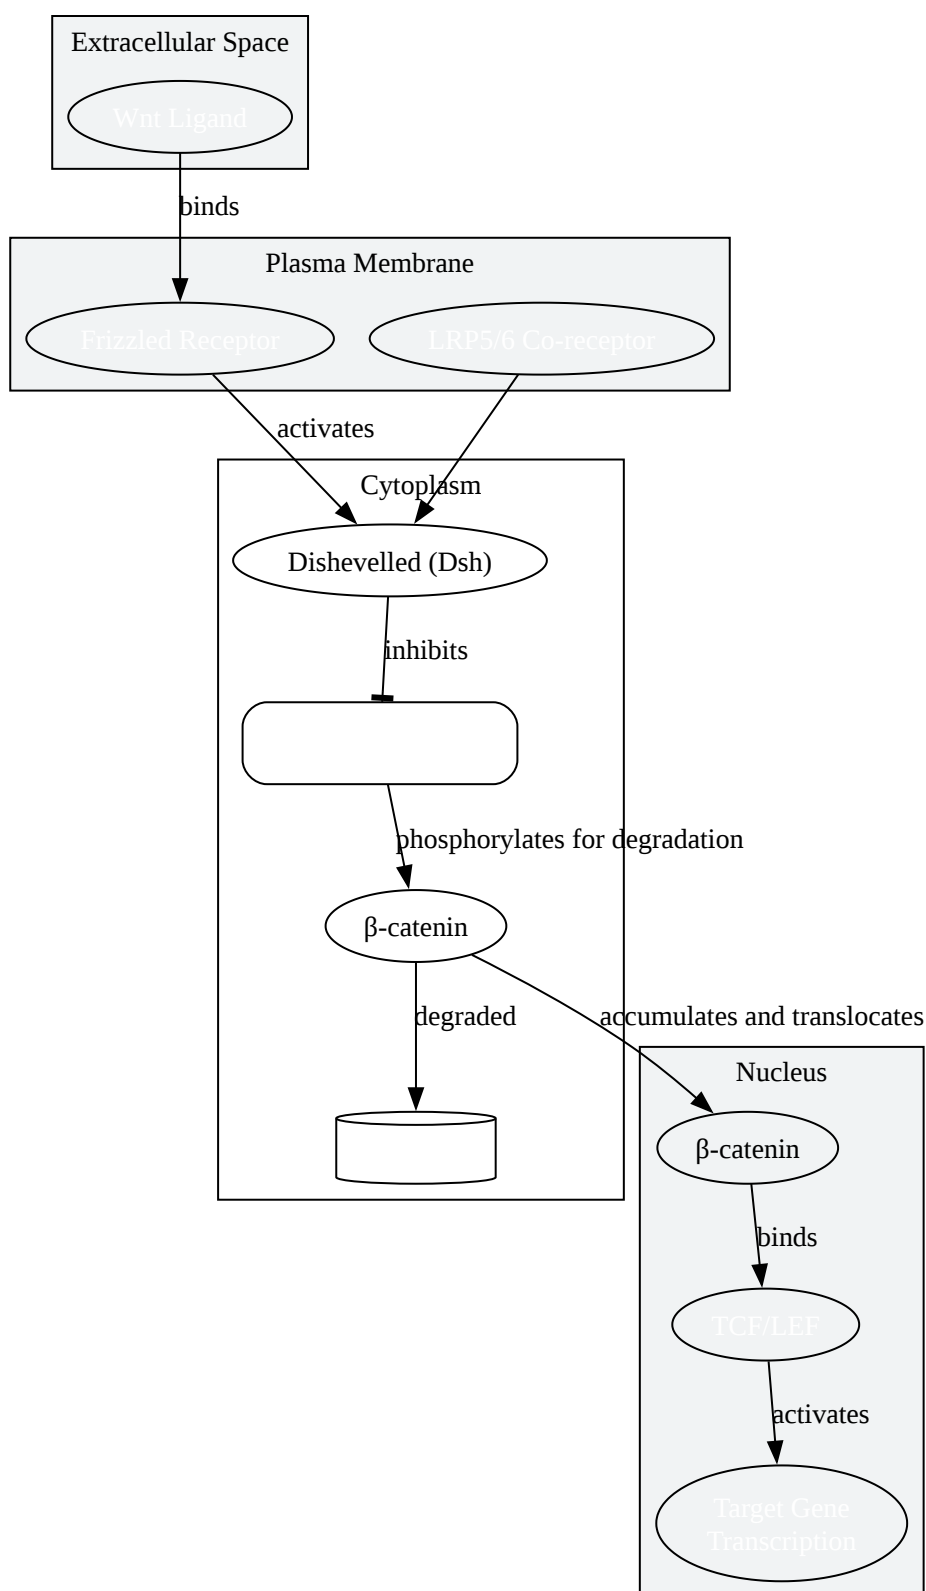 Extracellular Space
Wnt Ligand
binds
Plasma Membrane
Frizzled Receptor
LRP5/6 Co-receptor
activates
Cytoplasm
Dishevelled (Dsh)
inhibits
phosphorylates for degradation
β-catenin
degraded
accumulates and translocates
Nucleus
β-catenin
binds
TCF/LEF
activates
Target Gene
Transcription